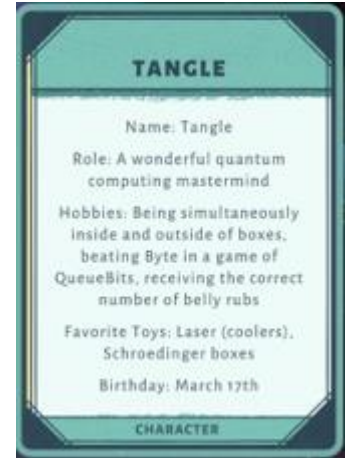 TANGLE
Name: Tangle
Role: A wonderful quantum
computing mastermind
Hobbies: Being simultaneously
inside and outside of boxes,
beating Byte in a game of
QueueBits, receiving the correct
number of belly rubs
Favorite Toys: Laser (coolers),
Schroedinger boxes
Birthday: March 17th
CHARACTER